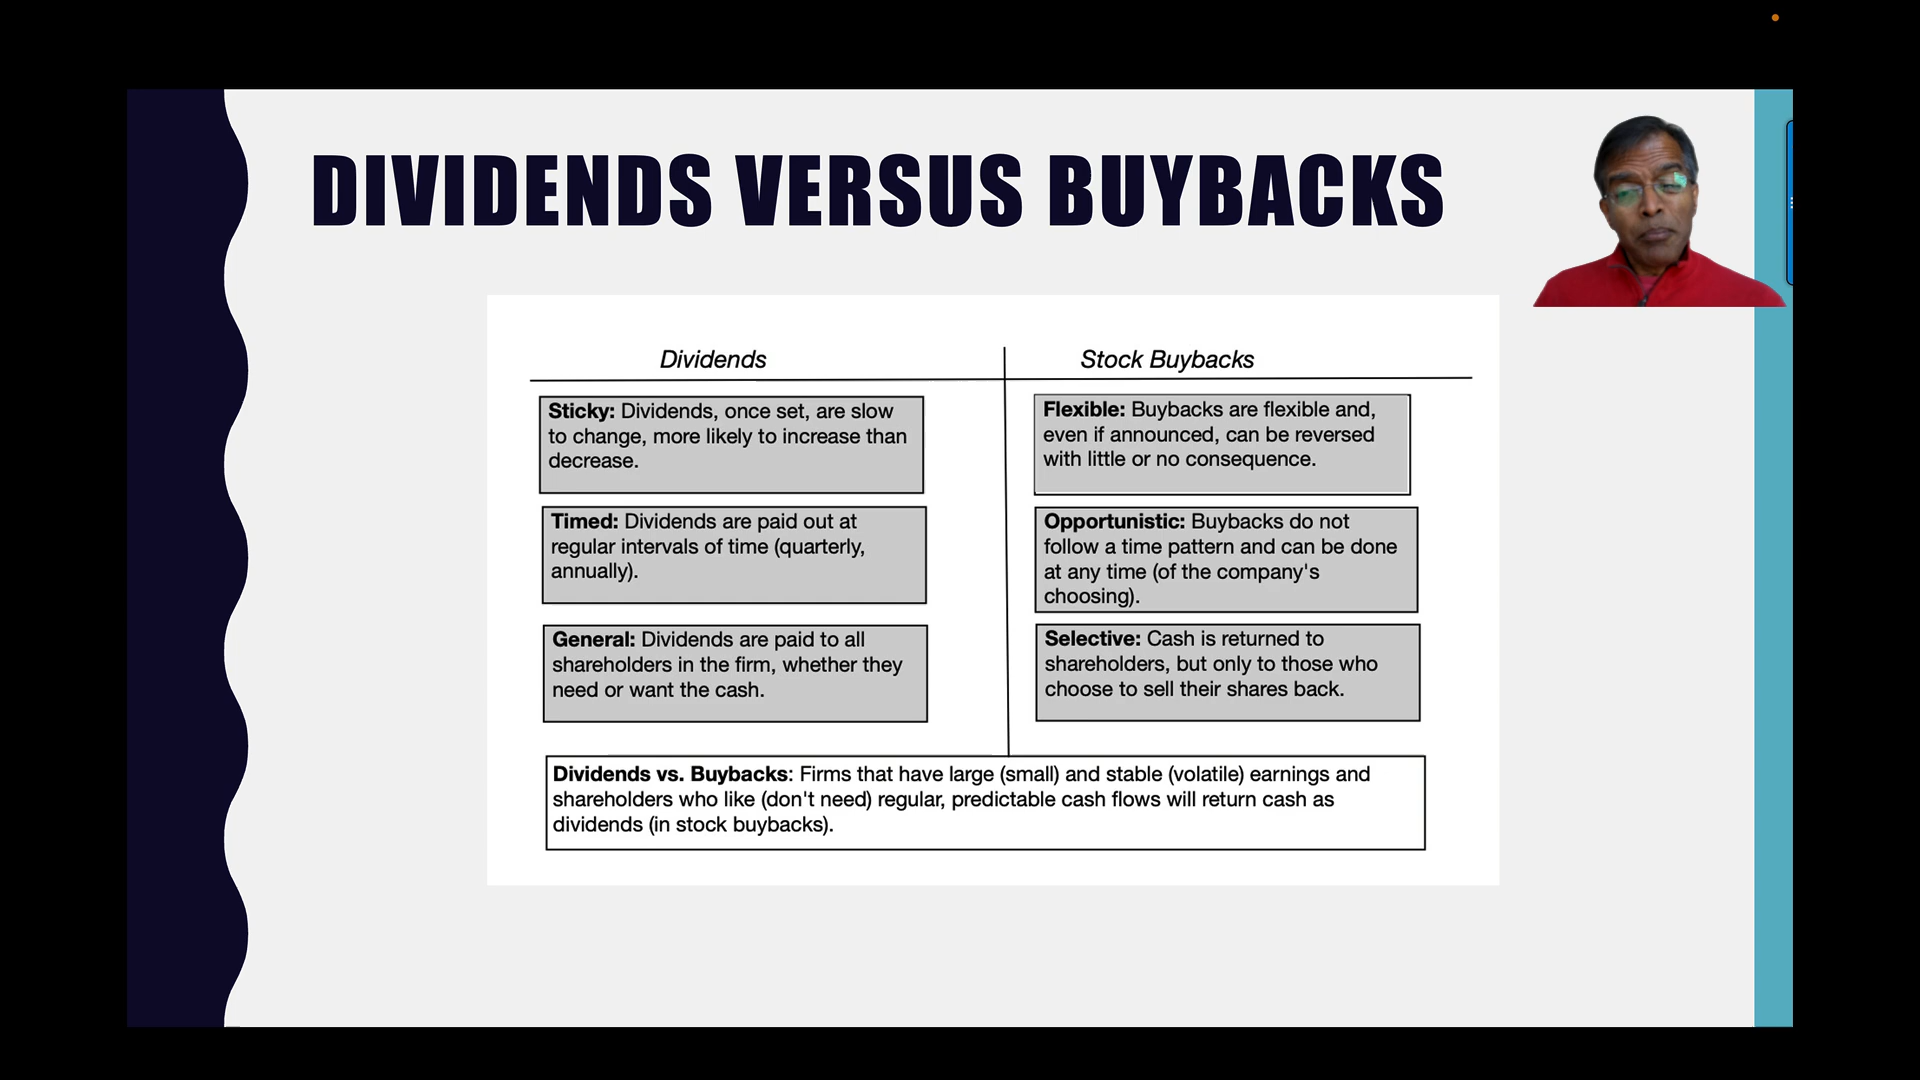 DIVIDENDS VERSUS BUYBACKS
Dividends
Stock Buybacks
Sticky: Dividends, once set, are slow
to change, more likely to increase than
decrease.
Flexible: Buybacks are flexible and,
even if announced, can be reversed
with little or no consequence.
Timed: Dividends are paid out at
regular intervals of time (quarterly,
annually).
Opportunistic: Buybacks do not
follow a time pattern and can be done
at any time (of the company's
choosing).
General: Dividends are paid to all
shareholders in the firm, whether they
need or want the cash.
Selective: Cash is returned to
shareholders, but only to those who
choose to sell their shares back.
Dividends vs. Buybacks: Firms that have large (small) and stable (volatile) earnings and
shareholders who like (don't need) regular, predictable cash flows will return cash as
dividends (in stock buybacks).